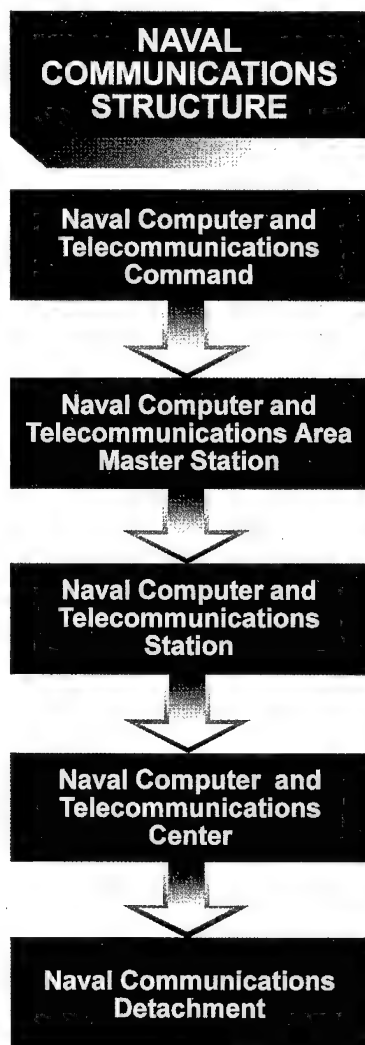 NAVAL
COMMUNICATIONS
STRUCTURE
Naval Computer and
Telecommunications
Command
Naval Computer and
Telecommunications Area
Master Station
Naval Computer and
Telecommunications
Station
Naval Computer and
Telecommunications
Center
Naval Communications
Detachment